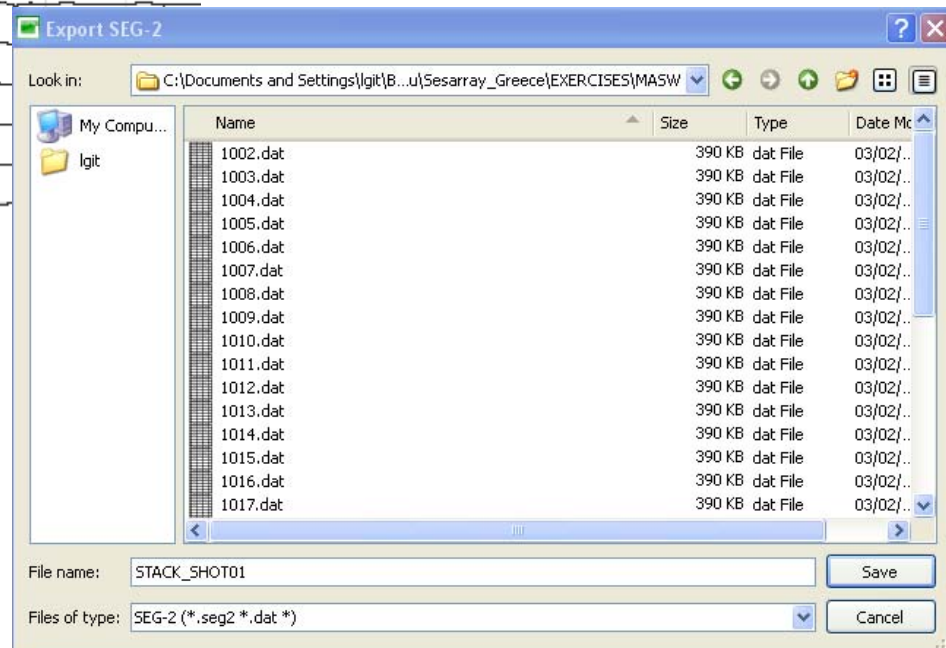 Export SEG-2
Look in: C:\Documents and Settings\lgit\B...u\Sesarray_Greece\EXERCISES\MASW
My Compu...
lgit
Name Size Type Date Mo
1002.dat 390 KB dat File 03/02/..
1003.dat 390 KB dat File 03/02/..
1004.dat 390 KB dat File 03/02/..
1005.dat 390 KB dat File 03/02/..
1006.dat 390 KB dat File 03/02/..
1007.dat 390 KB dat File 03/02/..
1008.dat 390 KB dat File 03/02/..
1009.dat 390 KB dat File 03/02/..
1010.dat 390 KB dat File 03/02/..
1011.dat 390 KB dat File 03/02/..
1012.dat 390 KB dat File 03/02/..
1013.dat 390 KB dat File 03/02/..
1014.dat 390 KB dat File 03/02/..
1015.dat 390 KB dat File 03/02/..
1016.dat 390 KB dat File 03/02/..
1017.dat 390 KB dat File 03/02/..
File name: STACK_SHOT01 Save
Files of type: SEG-2 (*.seg2 *.dat *) Cancel